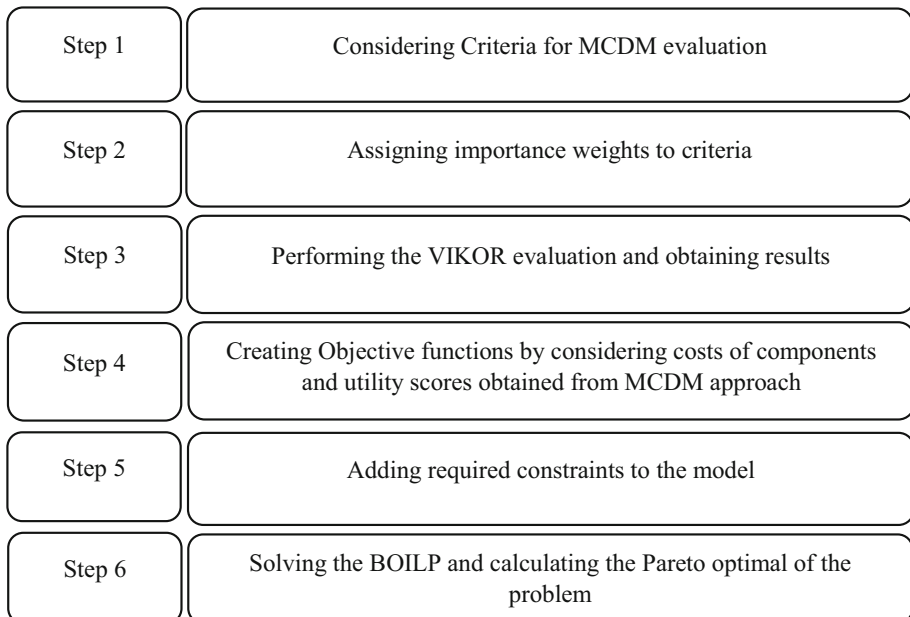 Step 1
Considering Criteria for MCDM evaluation
Step 2
Assigning importance weights to criteria
Step 3
Performing the VIKOR evaluation and obtaining results
Step 4
Creating Objective functions by considering costs of components
and utility scores obtained from MCDM approach
Step 5
Adding required constraints to the model
Step 6
Solving the BOILP and calculating the Pareto optimal of the
problem